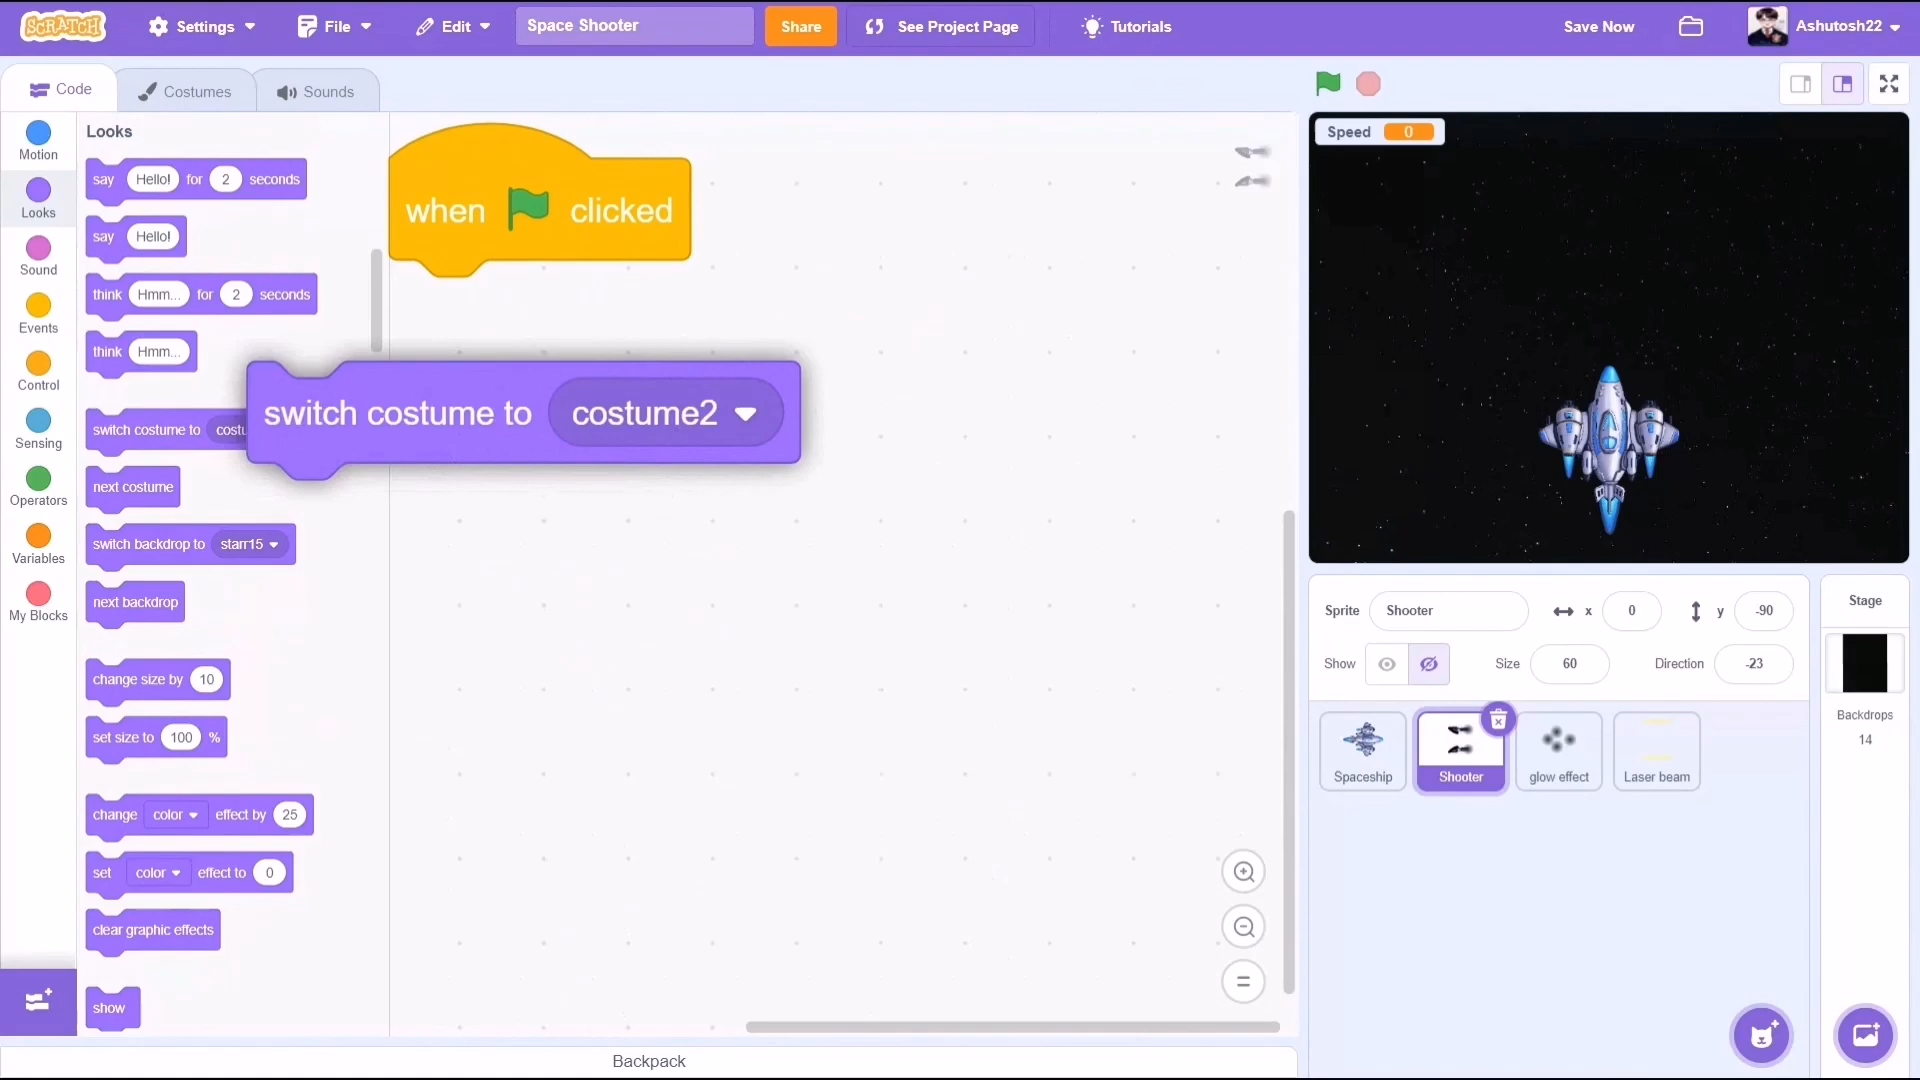 SCRATCH
Settings
File
Edit
Space Shooter
Share
See Project Page
Tutorials
Save Now
Ashutosh22
Code
Costumes
Sounds
Motion
Looks
Sound
Events
Control
Sensing
Operators
Variables
My Blocks
Looks
say Hello! for 2 seconds
say Hello!
think Hmm... for 2 seconds
think Hmm...
switch costume to costu
next costume
switch backdrop to starr15
next backdrop
change size by 10
set size to 100 %
change color effect by 25
set color effect to 0
clear graphic effects
show
when clicked
switch costume to costume2
Speed 0
Sprite Shooter x 0 y -90
Show Size 60 Direction -23
Spaceship
Shooter
glow effect
Laser beam
Stage
Backdrops
14
Backpack